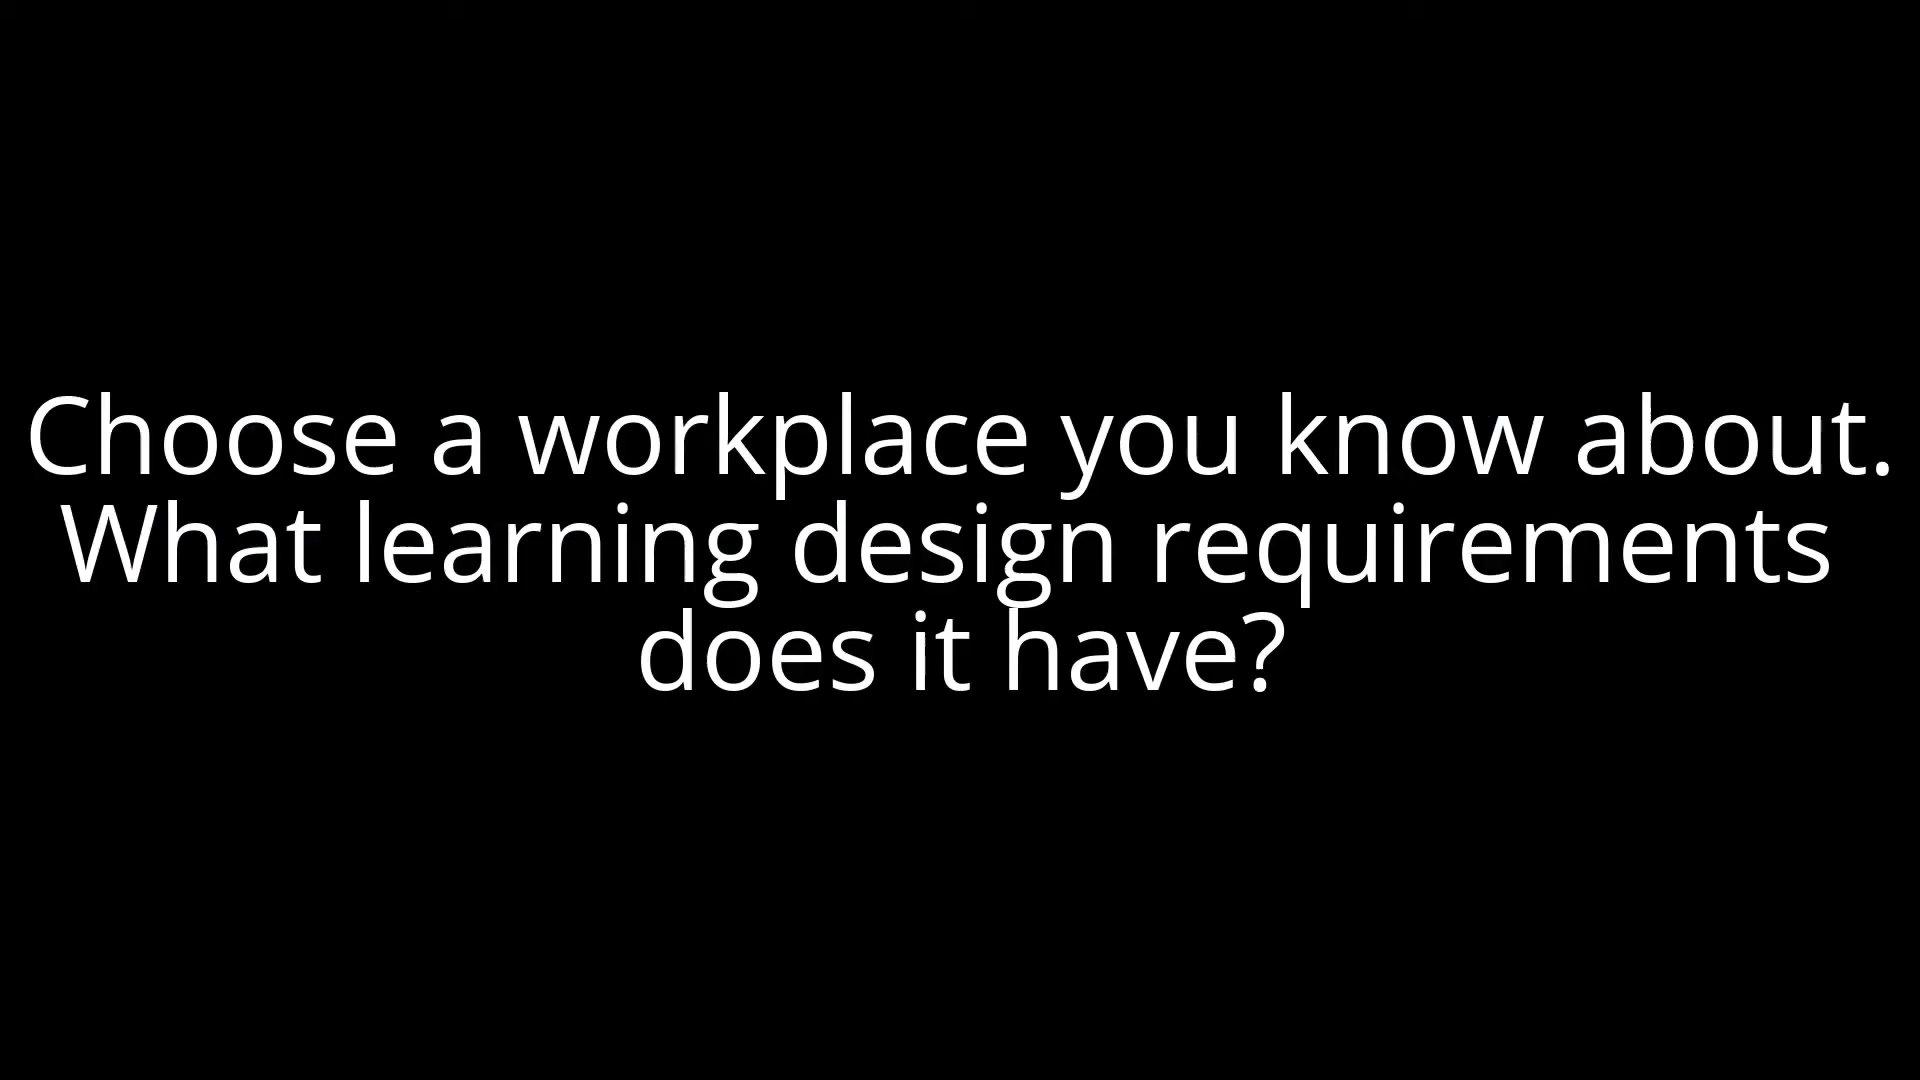 Choose a workplace you know about.
What learning design requirements
does it have?